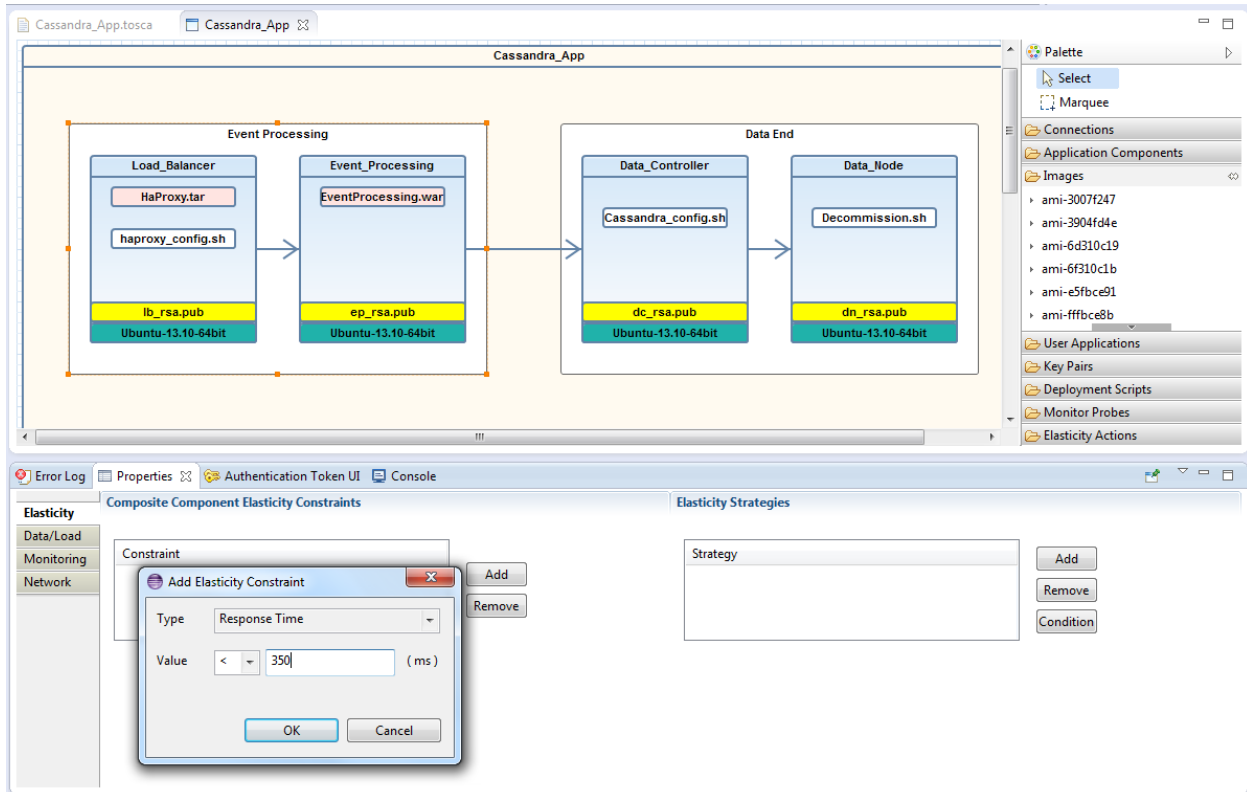 Cassandra_App.tosca
Cassandra_App
Cassandra_App
Event Processing
Load_Balancer
HaProxy.tar
haproxy_config.sh
lb_rsa.pub
Ubuntu-13.10-64bit
Event_Processing
EventProcessing.war
ep_rsa.pub
Ubuntu-13.10-64bit
Data End
Data_Controller
Cassandra_config.sh
dc_rsa.pub
Ubuntu-13.10-64bit
Data_Node
Decommission.sh
dn_rsa.pub
Ubuntu-13.10-64bit
Palette
Select
Marquee
Connections
Application Components
Images
ami-3007f247
ami-3904fd4e
ami-6d310c19
ami-6f310c1b
ami-e5fbce91
ami-fffbce8b
User Applications
Key Pairs
Deployment Scripts
Monitor Probes
Elasticity Actions
Error Log
Properties
Authentication Token UI
Console
Elasticity
Data/Load
Monitoring
Network
Composite Component Elasticity Constraints
Constraint
Add
Remove
Add Elasticity Constraint
Type
Response Time
Value
<
350
( ms )
OK
Cancel
Elasticity Strategies
Strategy
Add
Remove
Condition